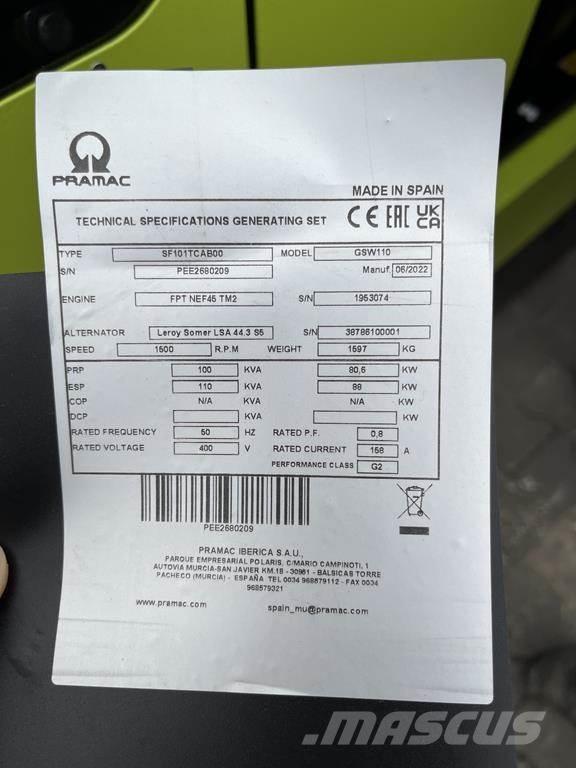 PRAMAC
MADE IN SPAIN
TECHNICAL SPECIFICATIONS GENERATING SET CE EAC UKCA
TYPE SF101TCAB00 MODEL GSW110
S/N PEE2680209 Manuf. 06/2022
ENGINE FPT NEF45 TM2 S/N 1953074
ALTERNATOR Leroy Somer LSA 44.3 S5 S/N 38786100001
SPEED 1500 R.P.M WEIGHT 1597 KG
PRP 100 KVA 80,6 KW
ESP 110 KVA 88 KW
COP N/A KVA N/A KW
DCP KVA KW
RATED FREQUENCY 50 HZ RATED P.F. 0,8
RATED VOLTAGE 400 V RATED CURRENT 158 A
PERFORMANCE CLASS G2
PEE2680209
PRAMAC IBERICA S.A.U.,
PARQUE EMPRESARIAL POLARIS, C/MARIO CAMPINOTI, 1
AUTOVIA MURCIA-SAN JAVIER KM.18 - 30591 - BALSICAS TORRE
PACHECO (MURCIA) - ESPAÑA TEL 0034 968579112 - FAX 0034
968579321
www.pramac.com spain_mu@pramac.com
MASCUS